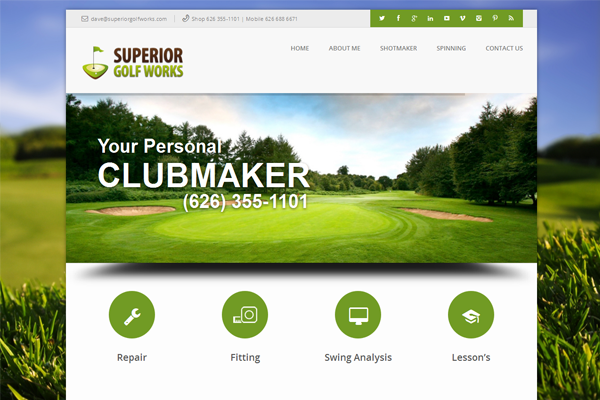 dave@superiorgolfworks.com | Shop 626 355-1101 | Mobile 626 688 6671
SUPERIOR
GOLF WORKS
HOME ABOUT ME SHOTMAKER SPINNING CONTACT US
Your Personal
CLUBMAKER
(626) 355-1101
Repair Fitting Swing Analysis Lesson's